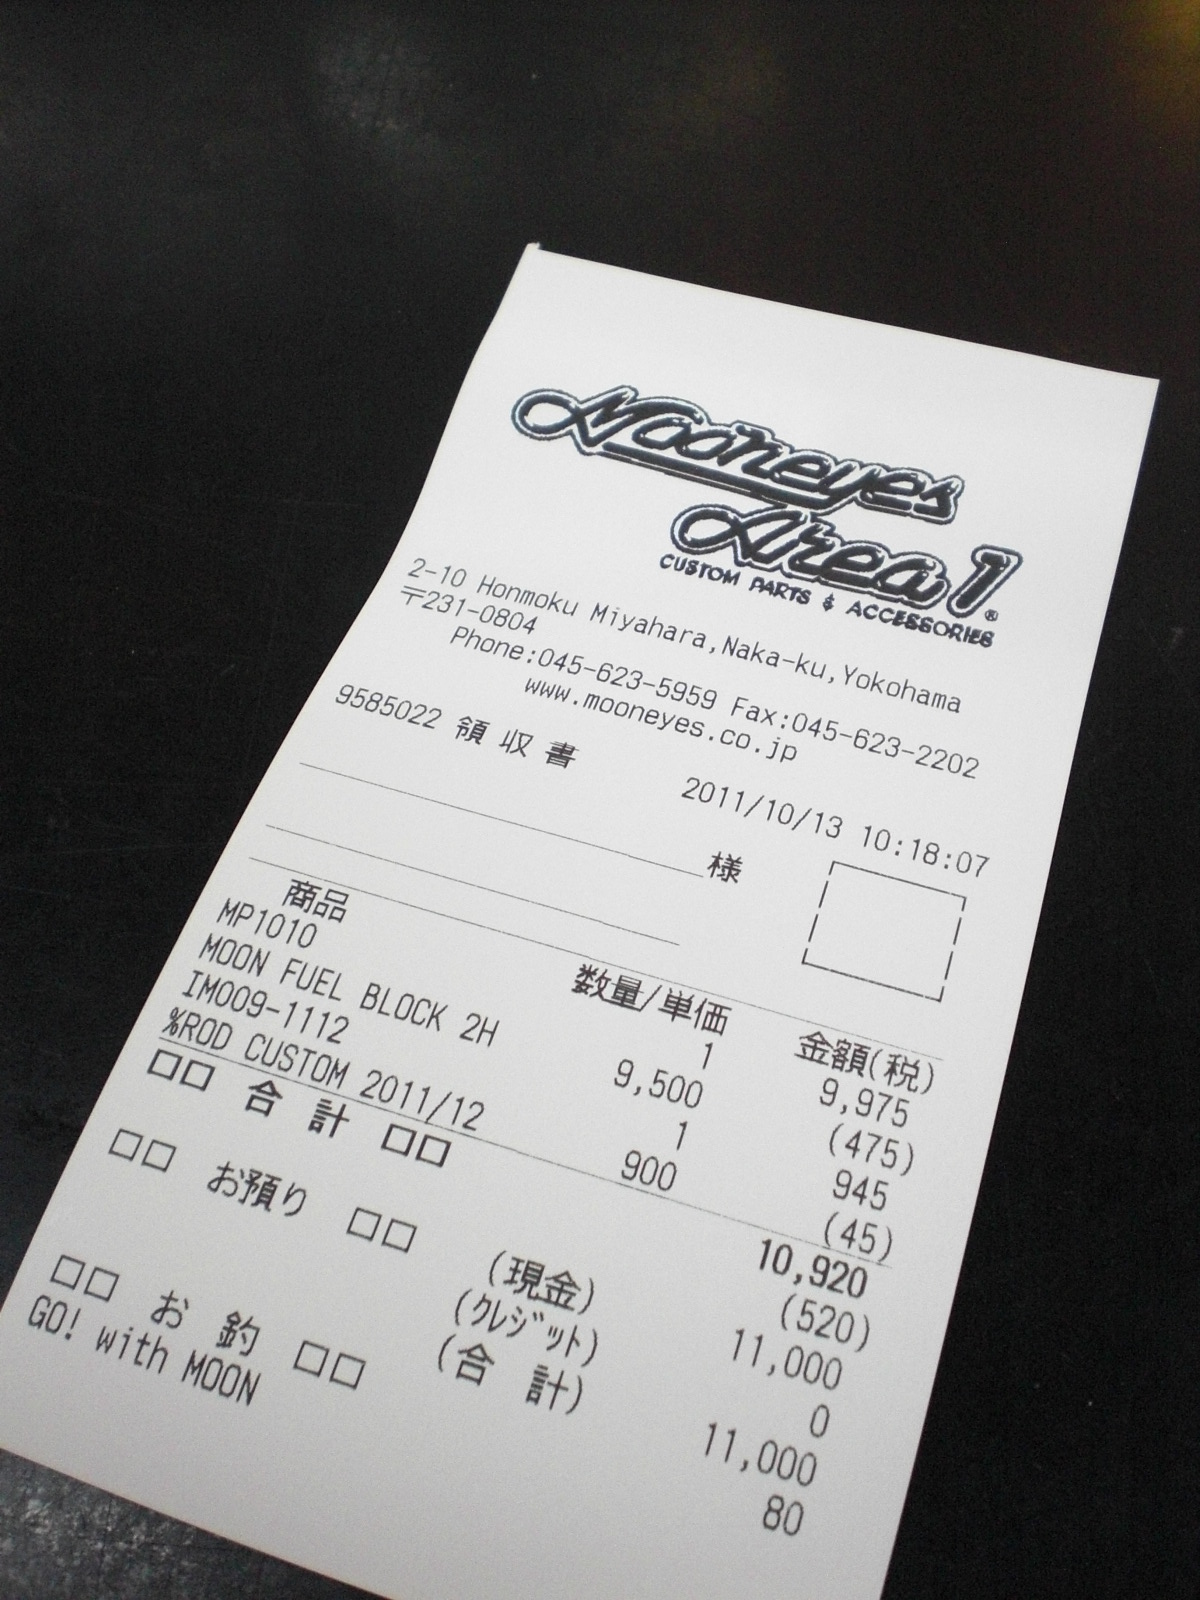 Mooneyes
Area 1®
CUSTOM PARTS & ACCESSORIES
2-10 Honmoku Miyahara,Naka-ku,Yokohama
〒231-0804
Phone:045-623-5959 Fax:045-623-2202
www.mooneyes.co.jp
9585022 領 収 書
2011/10/13 10:18:07
様
商品 数量/単価 金額(税)
MP1010 1 9,975
MOON FUEL BLOCK 2H 9,500 (475)
IM009-1112 1 945
%ROD CUSTOM 2011/12 900 (45)
□□ 合 計 □□ 10,920
(520)
□□ お預り □□ (現金) 11,000
(クレジット) 0
(合 計) 11,000
□□ お 釣 □□ 80
GO! with MOON